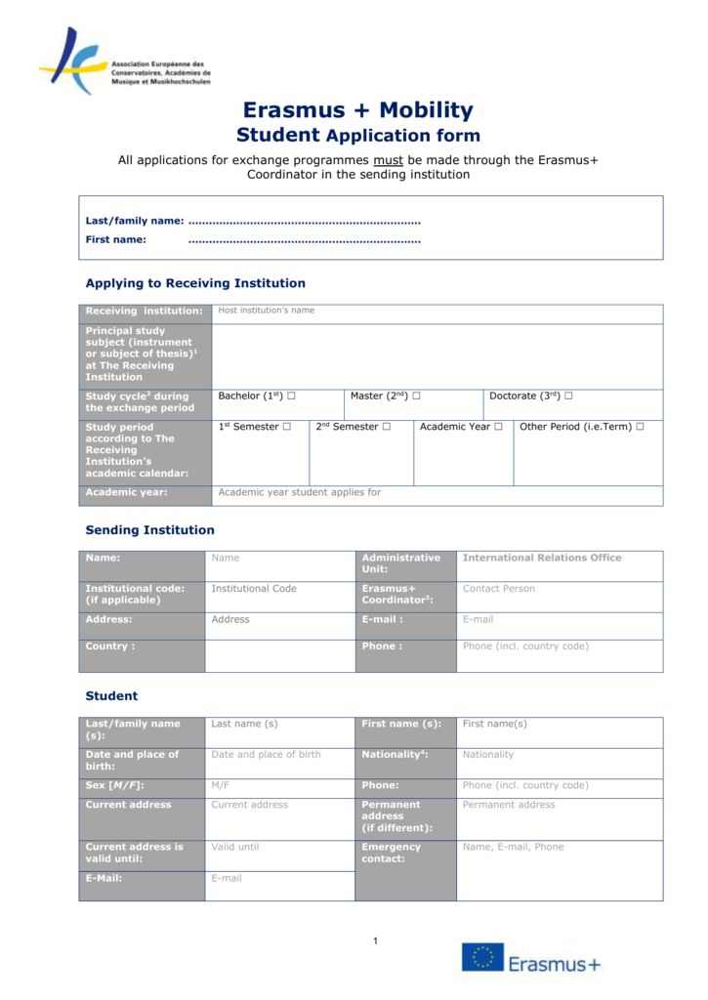 Association Européenne des
Conservatoires, Académies de
Musique et Musikhochschulen
Erasmus + Mobility
Student Application form
All applications for exchange programmes must be made through the Erasmus+
Coordinator in the sending institution
Last/family name: ....................................................................
First name: ....................................................................
Applying to Receiving Institution
Receiving institution: Host institution's name
Principal study
subject (instrument
or subject of thesis)¹
at The Receiving
Institution
Study cycle² during
the exchange period
Bachelor (1st) ☐ Master (2nd) ☐ Doctorate (3rd) ☐
Study period
according to The
Receiving
Institution's
academic calendar:
1st Semester ☐ 2nd Semester ☐ Academic Year ☐ Other Period (i.e.Term) ☐
Academic year: Academic year student applies for
Sending Institution
Name: Name
Administrative
Unit:
International Relations Office
Institutional code:
(if applicable)
Institutional Code
Erasmus+
Coordinator³:
Contact Person
Address: Address E-mail : E-mail
Country : Phone : Phone (incl. country code)
Student
Last/family name
(s):
Last name (s) First name (s): First name(s)
Date and place of
birth:
Date and place of birth Nationality⁴: Nationality
Sex [M/F]: M/F Phone: Phone (incl. country code)
Current address Current address
Permanent
address
(if different):
Permanent address
Current address is
valid until:
Valid until
Emergency
contact:
Name, E-mail, Phone
E-Mail: E-mail
1
Erasmus+